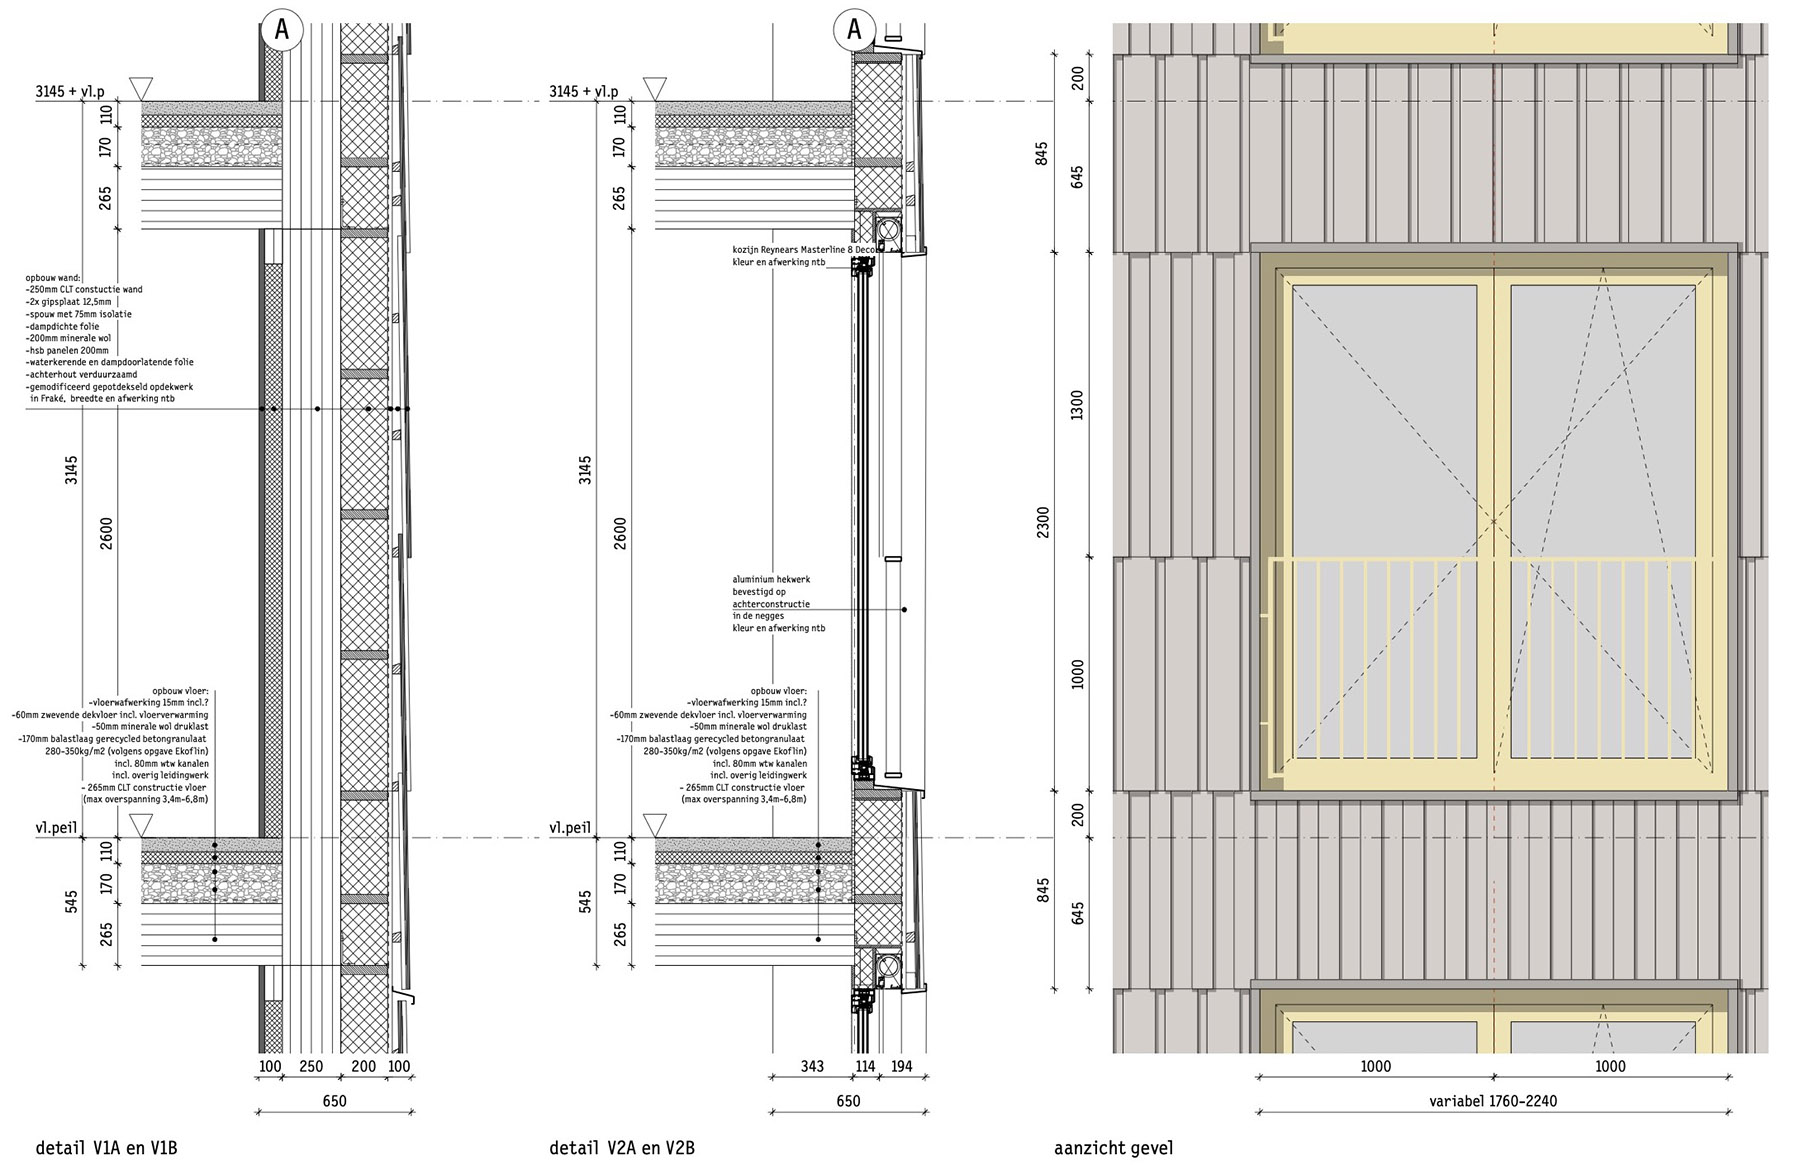 A
3145 + vl.p
110
170
265
opbouw wand:
-250mm CLT constuctie wand
-2x gipsplaat 12,5mm
-spouw met 75mm isolatie
-dampdichte folie
-200mm minerale wol
-hsb panelen 200mm
-waterkerende en dampdoorlatende folie
-achterhout verduurzaamd
-gemodificeerd gepotdekseld opdekwerk
in Fraké, breedte en afwerking ntb
3145
2600
opbouw vloer:
-vloerwafwerking 15mm incl.?
-60mm zwevende dekvloer incl. vloerverwarming
-50mm minerale wol druklast
-170mm balastlaag gerecycled betongranulaat
280-350kg/m2 (volgens opgave Ekoflin)
incl. 80mm wtw kanalen
incl. overig leidingwerk
- 265mm CLT constructie vloer
(max overspanning 3,4m-6,8m)
vl.peil
110
170
265
545
100 250 200 100
650
detail V1A en V1B
A
3145 + vl.p
110
170
265
kozijn Reynears Masterline 8 Deco
kleur en afwerking ntb
3145
2600
aluminium hekwerk
bevestigd op
achterconstructie
in de negges
kleur en afwerking ntb
opbouw vloer:
-vloerwafwerking 15mm incl.?
-60mm zwevende dekvloer incl. vloerverwarming
-50mm minerale wol druklast
-170mm balastlaag gerecycled betongranulaat
280-350kg/m2 (volgens opgave Ekoflin)
incl. 80mm wtw kanalen
incl. overig leidingwerk
- 265mm CLT constructie vloer
(max overspanning 3,4m-6,8m)
vl.peil
110
170
265
545
343 114 194
650
detail V2A en V2B
200
845
645
1300
2300
1000
200
845
645
1000 1000
variabel 1760-2240
aanzicht gevel